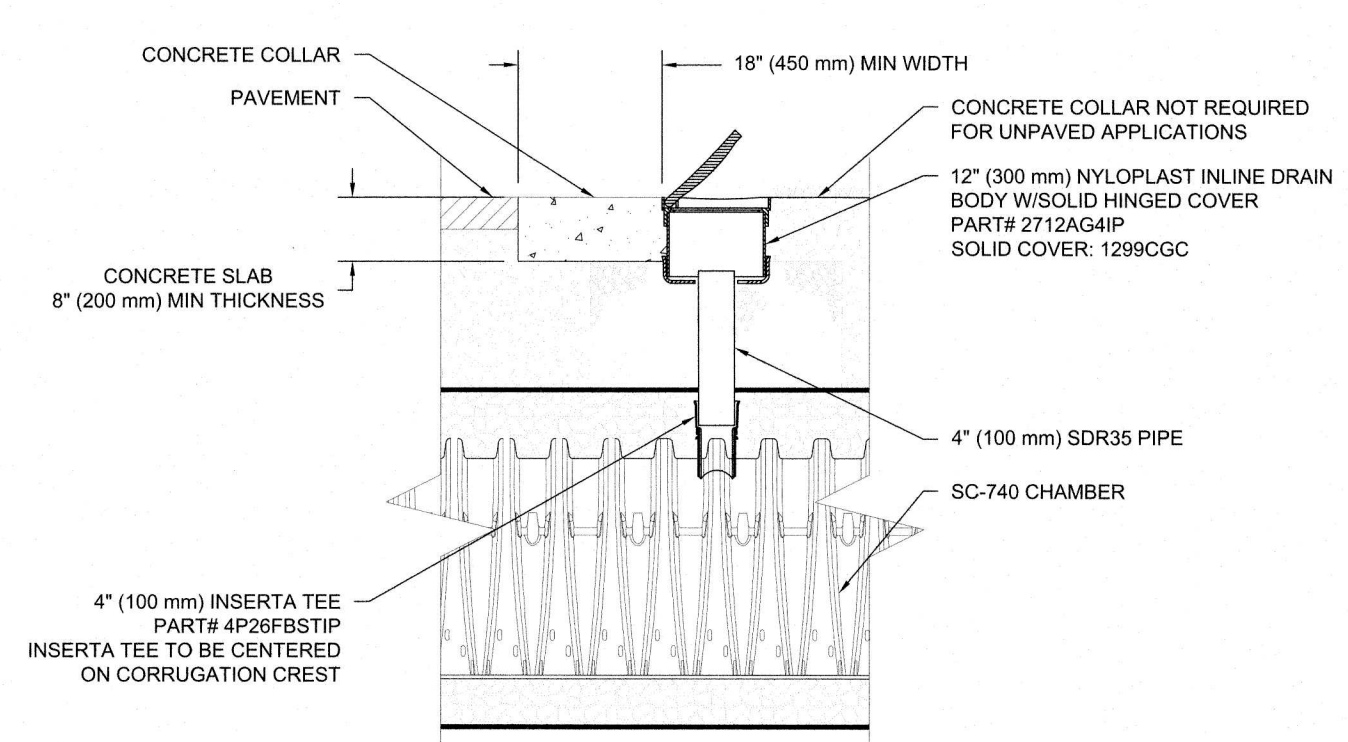 CONCRETE COLLAR
PAVEMENT
18" (450 mm) MIN WIDTH
CONCRETE COLLAR NOT REQUIRED
FOR UNPAVED APPLICATIONS
12" (300 mm) NYLOPLAST INLINE DRAIN
BODY W/SOLID HINGED COVER
PART# 2712AG4IP
SOLID COVER: 1299CGC
CONCRETE SLAB
8" (200 mm) MIN THICKNESS
4" (100 mm) SDR35 PIPE
SC-740 CHAMBER
4" (100 mm) INSERTA TEE
PART# 4P26FBSTIP
INSERTA TEE TO BE CENTERED
ON CORRUGATION CREST